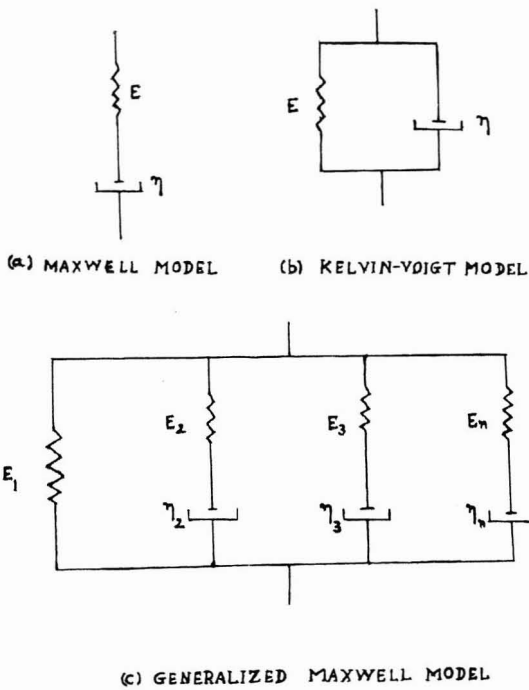 E
η
E
η
(a) MAXWELL MODEL
(b) KELVIN-VOIGT MODEL
E₁
E₂
η₂
E₃
η₃
Eₙ
ηₙ
(c) GENERALIZED MAXWELL MODEL